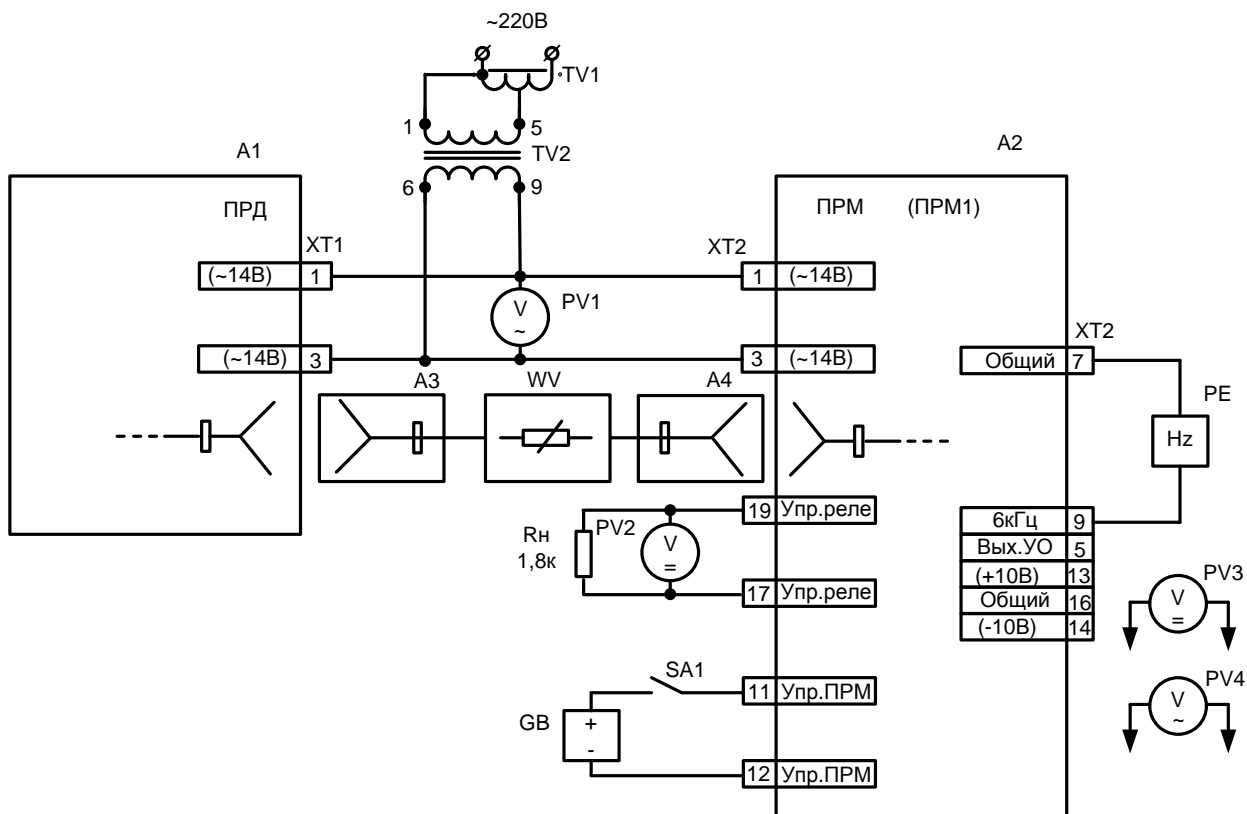 ~220В
TV1
1
5
TV2
A1
6
9
A2
ПРД
ПРМ (ПРМ1)
XT1
XT2
(~14В) 1
1 (~14В)
V
~
PV1
XT2
(~14В) 3
3 (~14В)
Общий 7
A3
WV
A4
PE
Hz
19 Упр.реле
6кГц 9
Rн
1,8к
PV2
V
=
Вых.УО 5
(+10В) 13
PV3
V
=
17 Упр.реле
Общий 16
(-10В) 14
SA1
PV4
V
~
11 Упр.ПРМ
GB
+
-
12 Упр.ПРМ